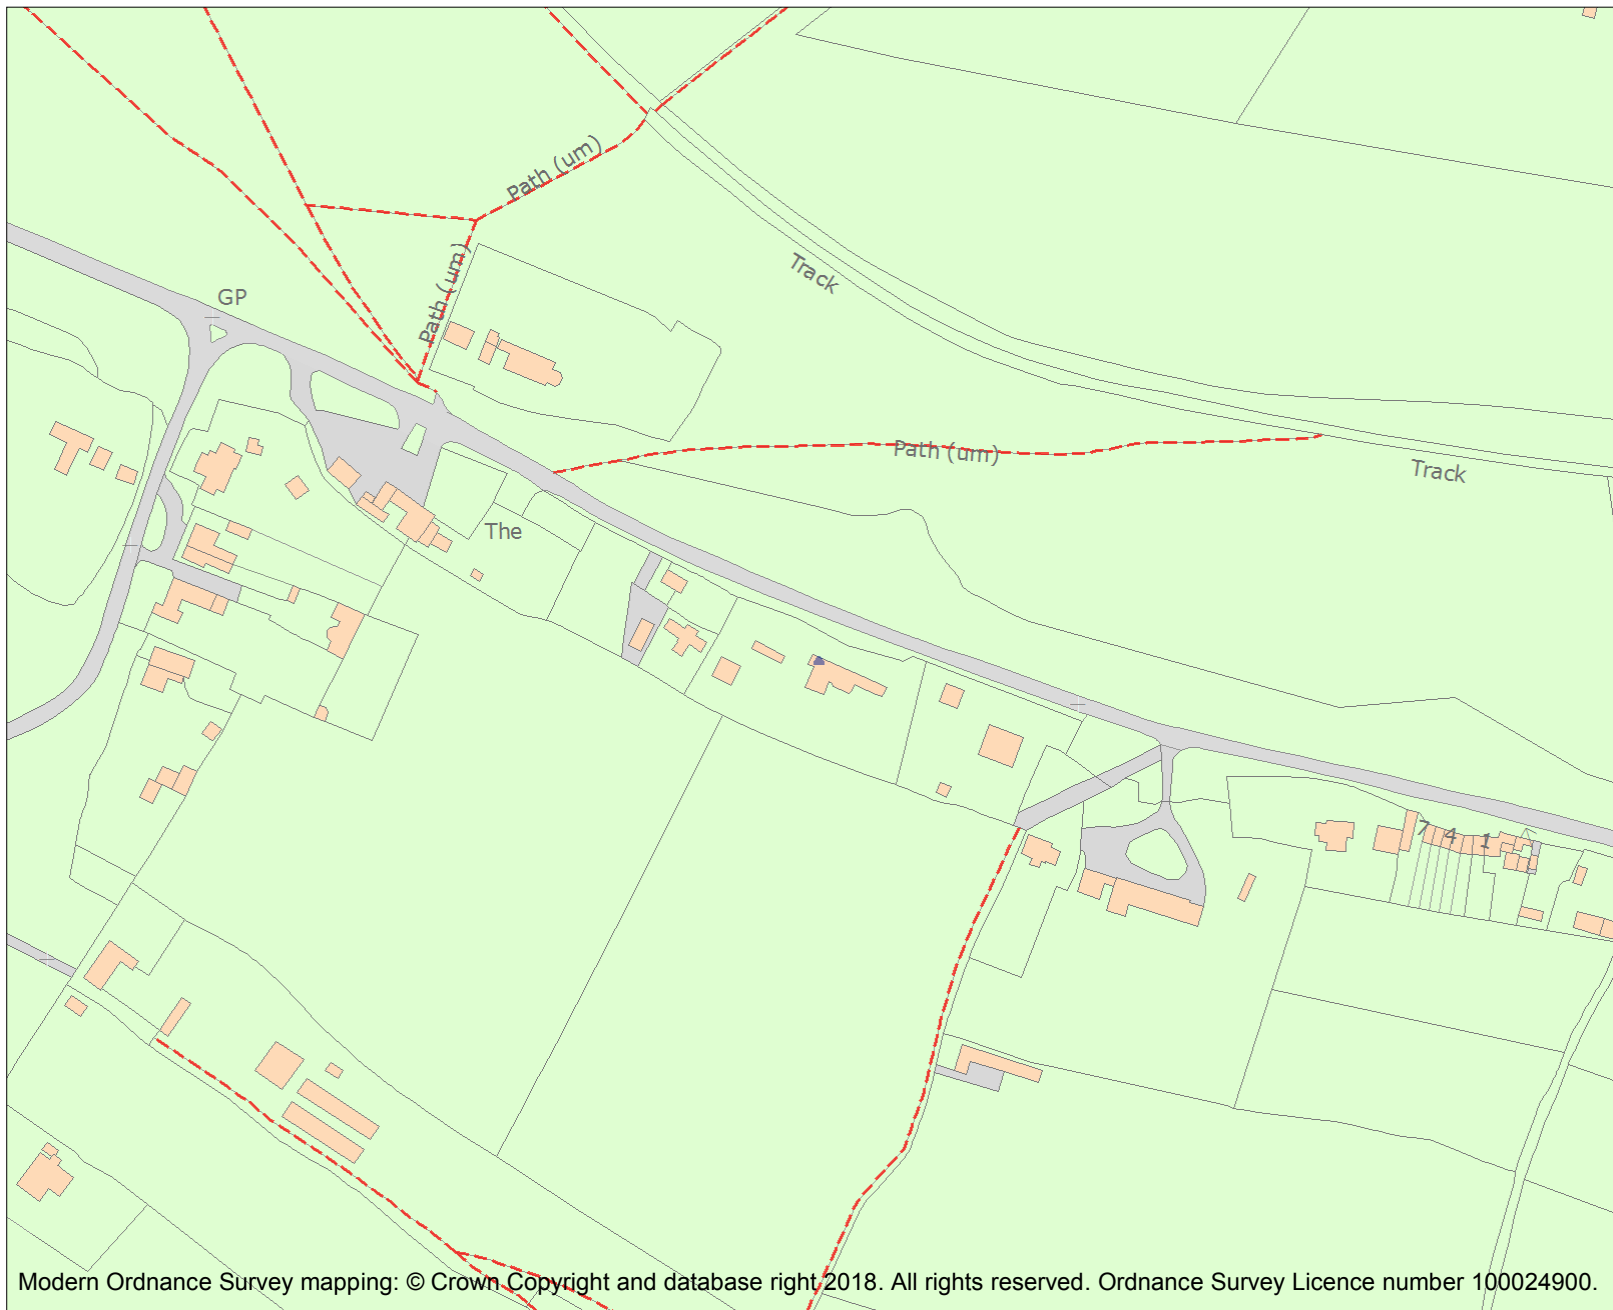 Path (um)
Path (um)
Track
GP
Path (um)
Track
The
7
4
1
Modern Ordnance Survey mapping: © Crown Copyright and database right 2018. All rights reserved. Ordnance Survey Licence number 100024900.